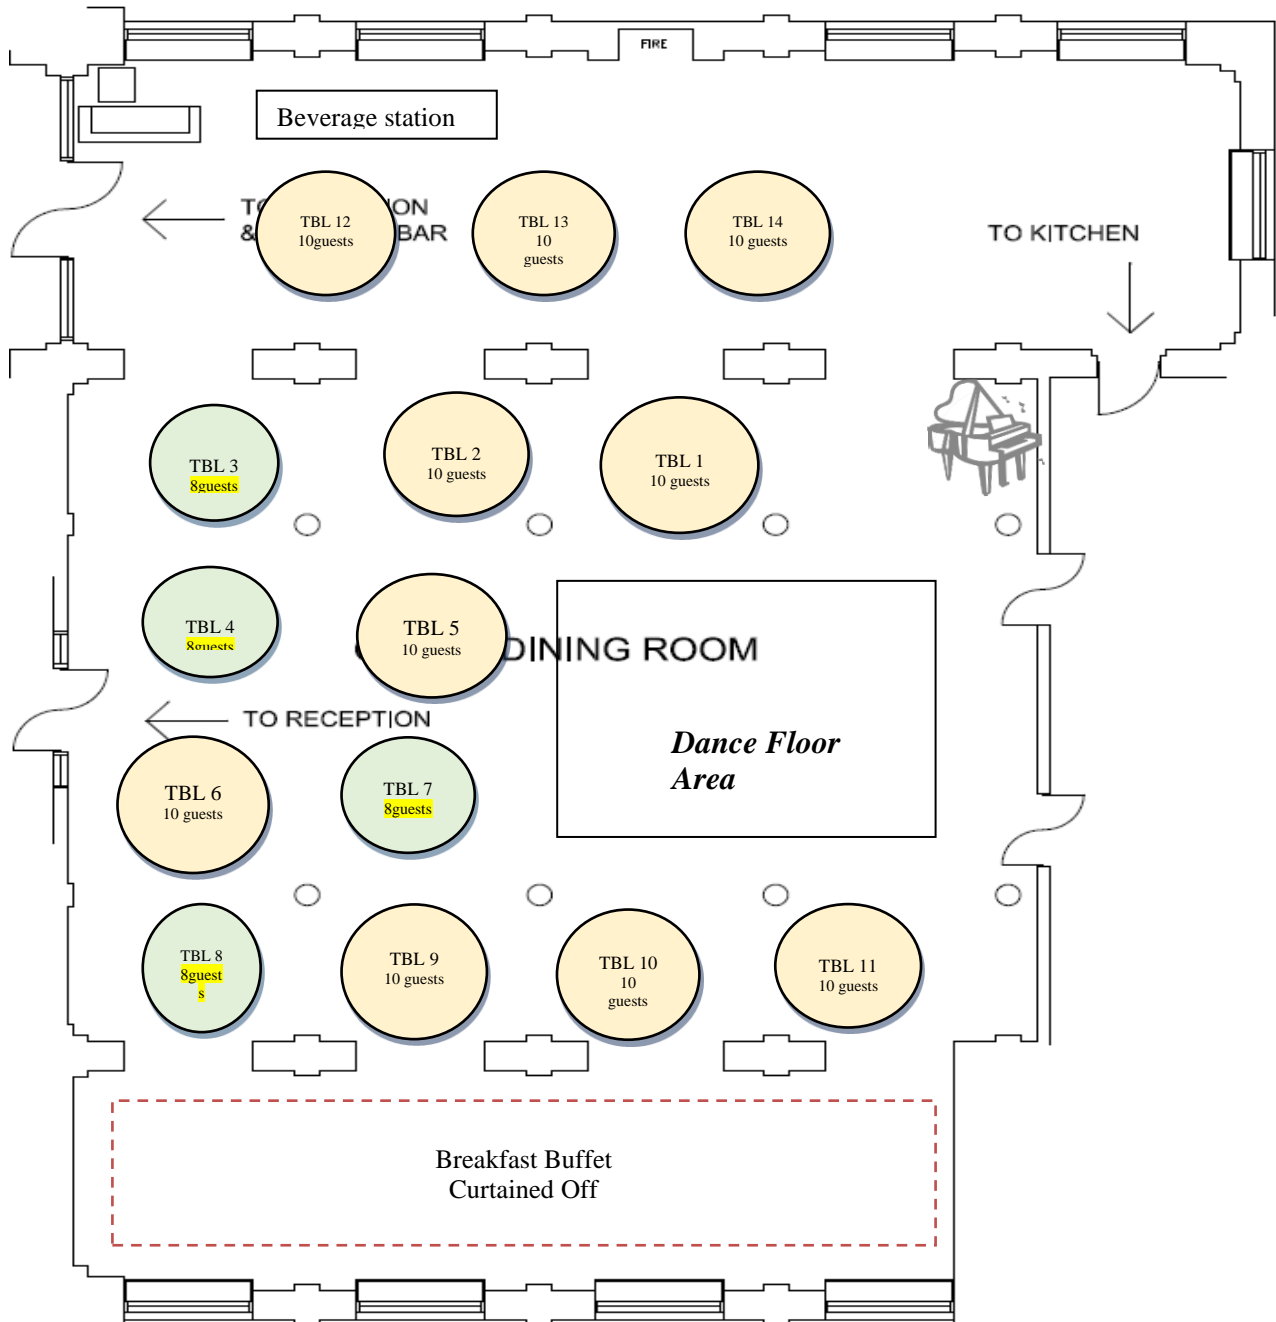 FIRE
Beverage station
TO ON
& BAR
TBL 12
10guests
TBL 13
10
guests
TBL 14
10 guests
TO KITCHEN
TBL 3
8guests
TBL 2
10 guests
TBL 1
10 guests
TBL 4
8guests
TBL 5
10 guests
DINING ROOM
TO RECEPTION
Dance Floor
Area
TBL 6
10 guests
TBL 7
8guests
TBL 8
8guest
s
TBL 9
10 guests
TBL 10
10
guests
TBL 11
10 guests
Breakfast Buffet
Curtained Off